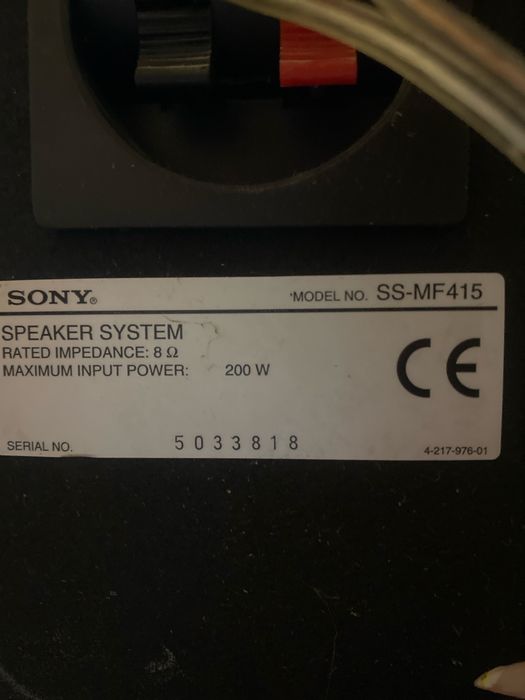 SONY® *MODEL NO. SS-MF415
SPEAKER SYSTEM
RATED IMPEDANCE: 8 Ω
MAXIMUM INPUT POWER: 200 W
CE
SERIAL NO. 5033818 4-217-976-01